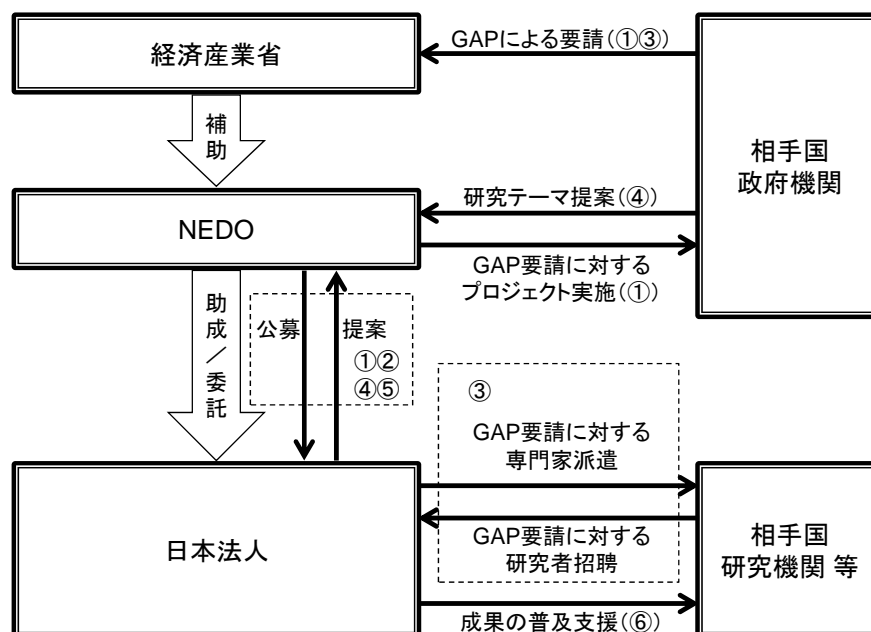 経済産業省
GAPによる要請(①③)
補
助
相手国
政府機関
NEDO
研究テーマ提案(④)
GAP要請に対する
プロジェクト実施(①)
助
成
/
委
託
公募
提案
①②
④⑤
③
GAP要請に対する
専門家派遣
日本法人
GAP要請に対する
研究者招聘
相手国
研究機関 等
成果の普及支援(⑥)